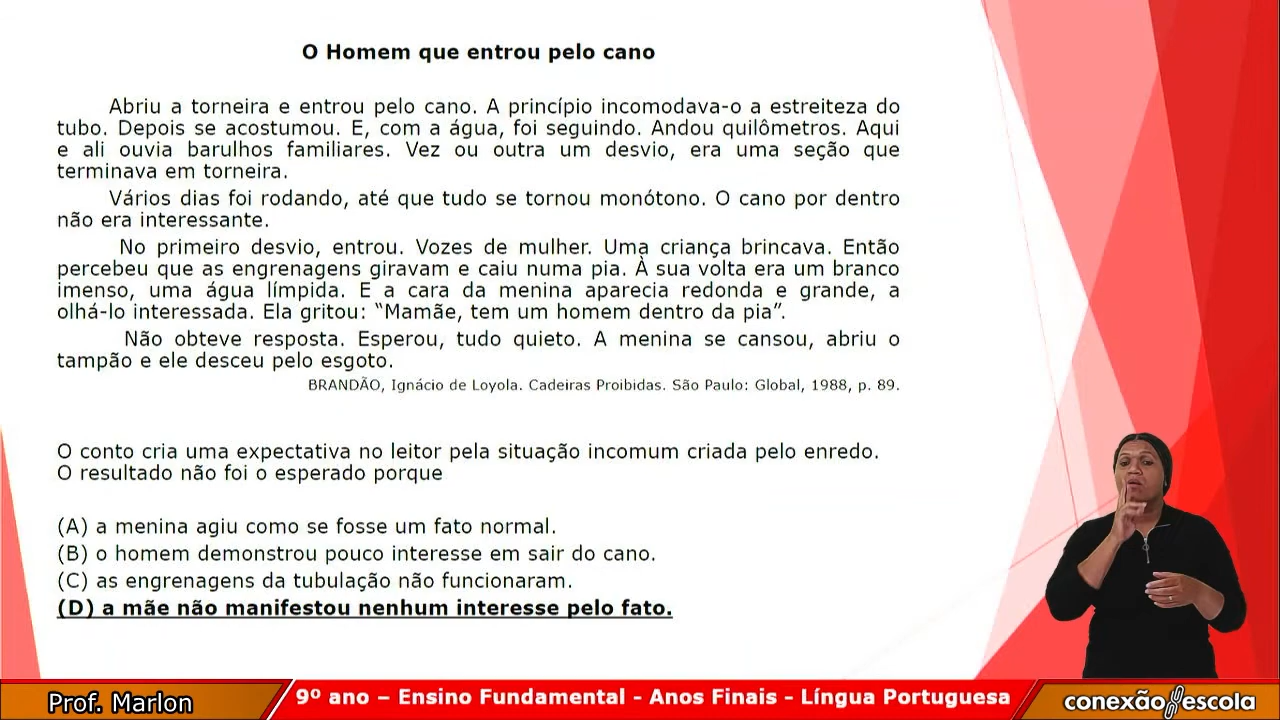 O Homem que entrou pelo cano
Abriu a torneira e entrou pelo cano. A princípio incomodava-o a estreiteza do
tubo. Depois se acostumou. E, com a água, foi seguindo. Andou quilômetros. Aqui
e ali ouvia barulhos familiares. Vez ou outra um desvio, era uma seção que
terminava em torneira.
Vários dias foi rodando, até que tudo se tornou monótono. O cano por dentro
não era interessante.
No primeiro desvio, entrou. Vozes de mulher. Uma criança brincava. Então
percebeu que as engrenagens giravam e caiu numa pia. À sua volta era um branco
imenso, uma água límpida. E a cara da menina aparecia redonda e grande, a
olhá-lo interessada. Ela gritou: “Mamãe, tem um homem dentro da pia”.
Não obteve resposta. Esperou, tudo quieto. A menina se cansou, abriu o
tampão e ele desceu pelo esgoto.
BRANDÃO, Ignácio de Loyola. Cadeiras Proibidas. São Paulo: Global, 1988, p. 89.
O conto cria uma expectativa no leitor pela situação incomum criada pelo enredo.
O resultado não foi o esperado porque
(A) a menina agiu como se fosse um fato normal.
(B) o homem demonstrou pouco interesse em sair do cano.
(C) as engrenagens da tubulação não funcionaram.
(D) a mãe não manifestou nenhum interesse pelo fato.
Prof. Marlon
9º ano – Ensino Fundamental - Anos Finais - Língua Portuguesa
conexão escola